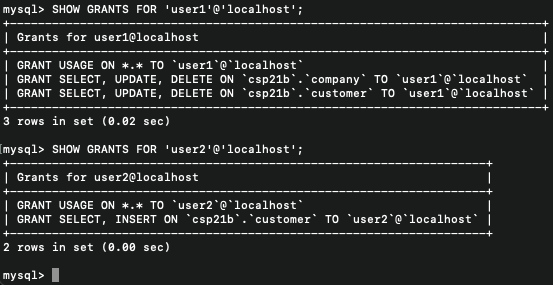 mysql> SHOW GRANTS FOR 'user1'@'localhost';
+---------------------------------------------------------------------------------+
| Grants for user1@localhost                                                      |
+---------------------------------------------------------------------------------+
| GRANT USAGE ON *.* TO `user1`@`localhost`                                       |
| GRANT SELECT, UPDATE, DELETE ON `csp21b`.`company` TO `user1`@`localhost`       |
| GRANT SELECT, UPDATE, DELETE ON `csp21b`.`customer` TO `user1`@`localhost`      |
+---------------------------------------------------------------------------------+
3 rows in set (0.02 sec)
mysql> SHOW GRANTS FOR 'user2'@'localhost';
+-------------------------------------------------------------------------+
| Grants for user2@localhost                                              |
+-------------------------------------------------------------------------+
| GRANT USAGE ON *.* TO `user2`@`localhost`                               |
| GRANT SELECT, INSERT ON `csp21b`.`customer` TO `user2`@`localhost`      |
+-------------------------------------------------------------------------+
2 rows in set (0.00 sec)
mysql>